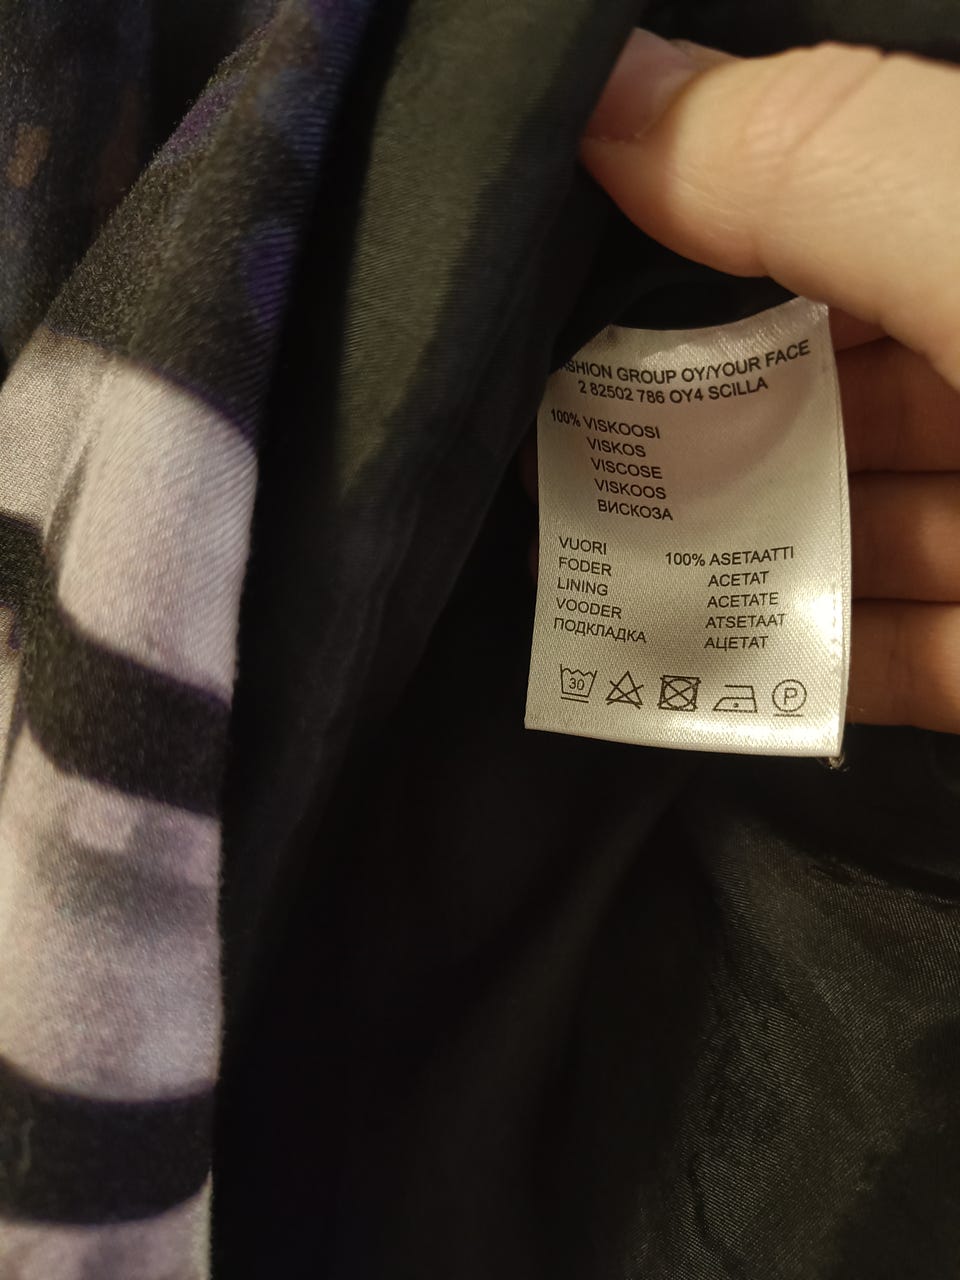 ASHION GROUP OY/YOUR FACE
2 82502 786 OY4 SCILLA
100% VISKOOSI
VISKOS
VISCOSE
VISKOOS
ВИСКОЗА
VUORI 100% ASETAATTI
FODER ACETAT
LINING ACETATE
VOODER ATSETAAT
ПОДКЛАДКА АЦЕТАТ
30 P